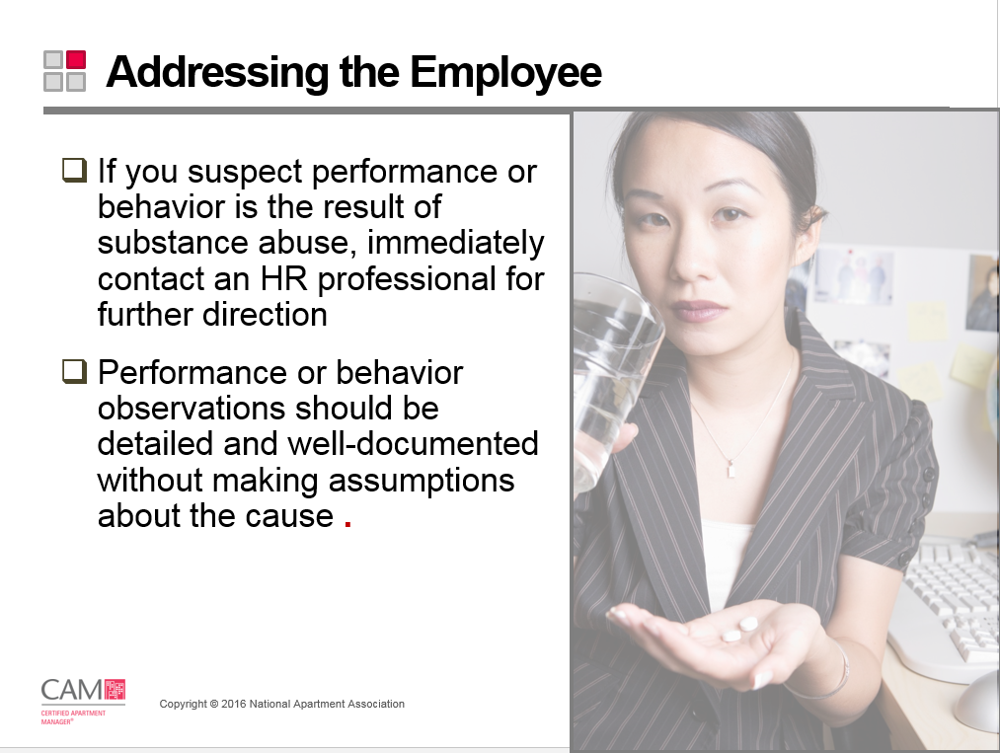 Addressing the Employee
If you suspect performance or
behavior is the result of
substance abuse, immediately
contact an HR professional for
further direction
Performance or behavior
observations should be
detailed and well-documented
without making assumptions
about the cause .
CAM
CERTIFIED APARTMENT
MANAGER®
Copyright © 2016 National Apartment Association